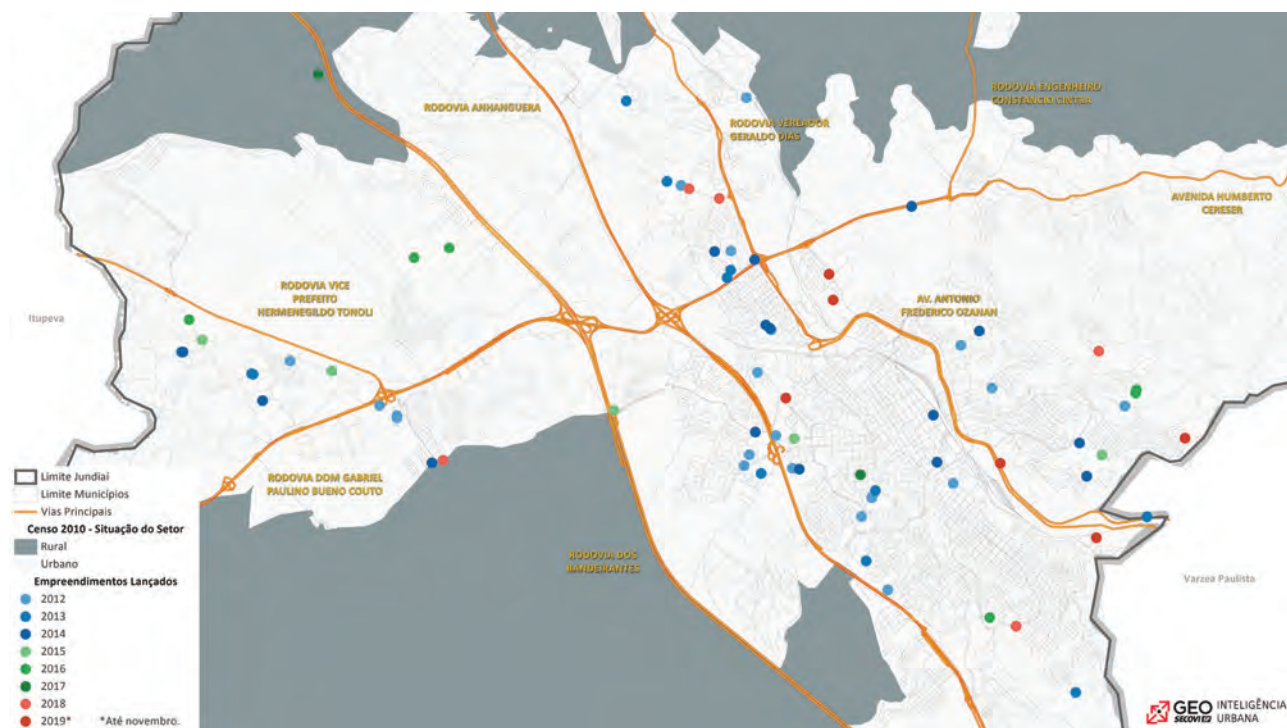 RODOVIA ANHANGUERA
RODOVIA VEREADOR
GERALDO DIAS
RODOVIA ENGENHEIRO
CONSTÂNCIO CINTRA
AVENIDA HUMBERTO
CERESER
RODOVIA VICE
PREFEITO
HERMENEGILDO TONOLI
AV. ANTONIO
FREDERICO OZANAN
Itupeva
RODOVIA DOM GABRIEL
PAULINO BUENO COUTO
RODOVIA DOS
BANDEIRANTES
Varzea Paulista
Limite Jundiaí
Limite Municípios
Vias Principais
Censo 2010 - Situação do Setor
Rural
Urbano
Empreendimentos Lançados
2012
2013
2014
2015
2016
2017
2018
2019* *Até novembro.
GEO
SECOVI
INTELIGÊNCIA
URBANA